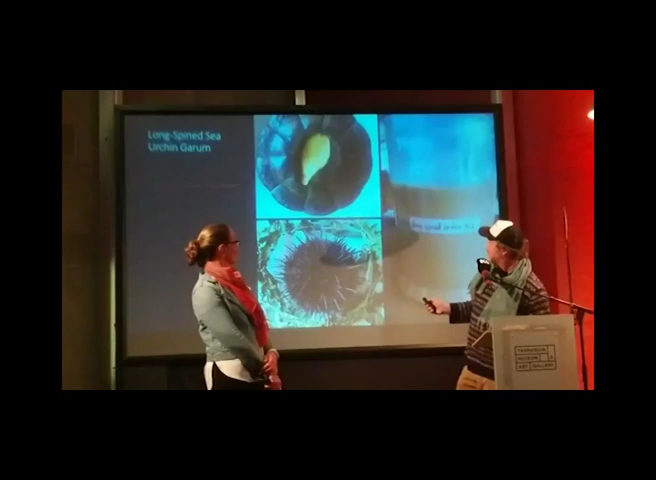 Long-Spined Sea
Urchin Garum
TASMANIAN
MUSEUM &
ART GALLERY